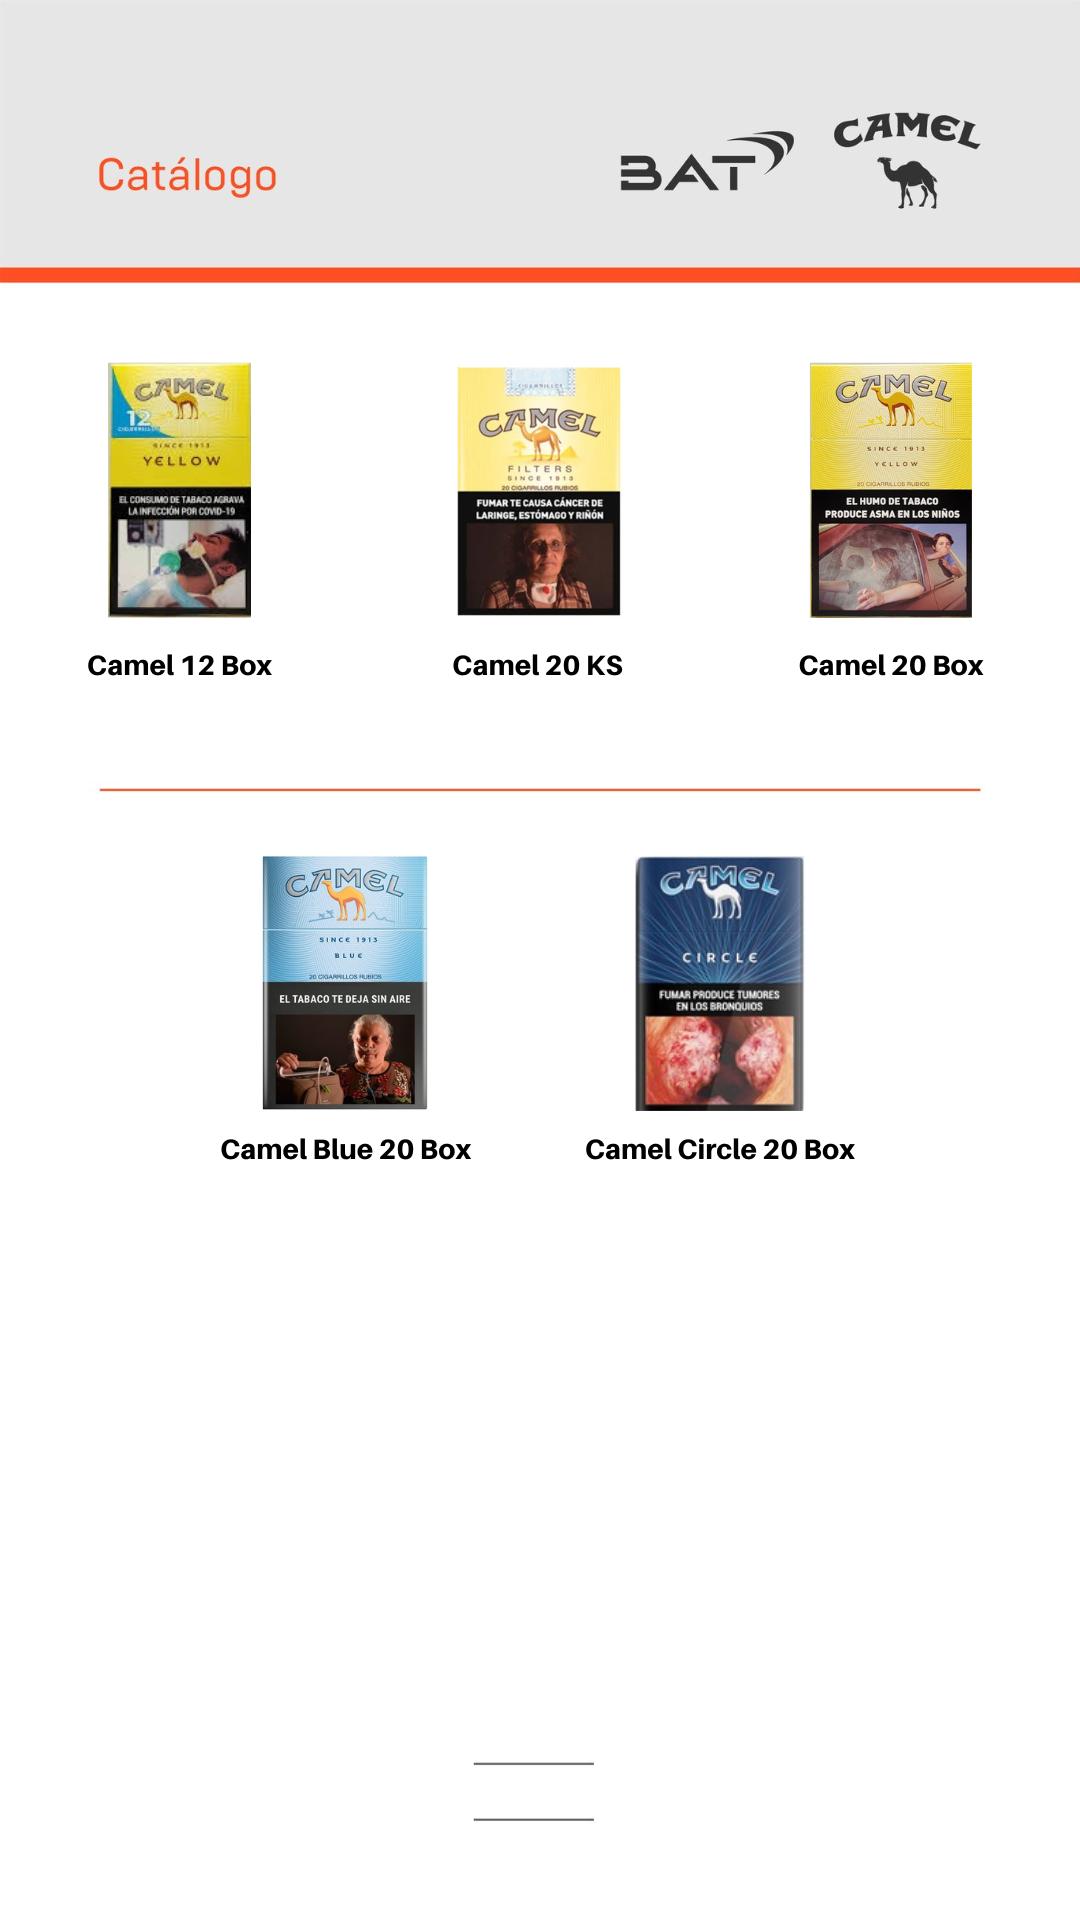 Catálogo
BAT
CAMEL
CAMEL
12
SINCE 1913
YELLOW
EL CONSUMO DE TABACO AGRAVA
LA INFECCIÓN POR COVID-19
CIGARRILLOS
CAMEL
FILTERS
SINCE 1913
20 CIGARRILLOS RUBIOS
FUMAR TE CAUSA CÁNCER DE
LARINGE, ESTÓMAGO Y RIÑÓN
CAMEL
SINCE 1913
YELLOW
20 CIGARRILLOS RUBIOS
EL HUMO DE TABACO
PRODUCE ASMA EN LOS NIÑOS
Camel 12 Box
Camel 20 KS
Camel 20 Box
CAMEL
SINCE 1913
BLUE
20 CIGARRILLOS RUBIOS
EL TABACO TE DEJA SIN AIRE
CAMEL
CIRCLE
FUMAR PRODUCE TUMORES
EN LOS BRONQUIOS
Camel Blue 20 Box
Camel Circle 20 Box